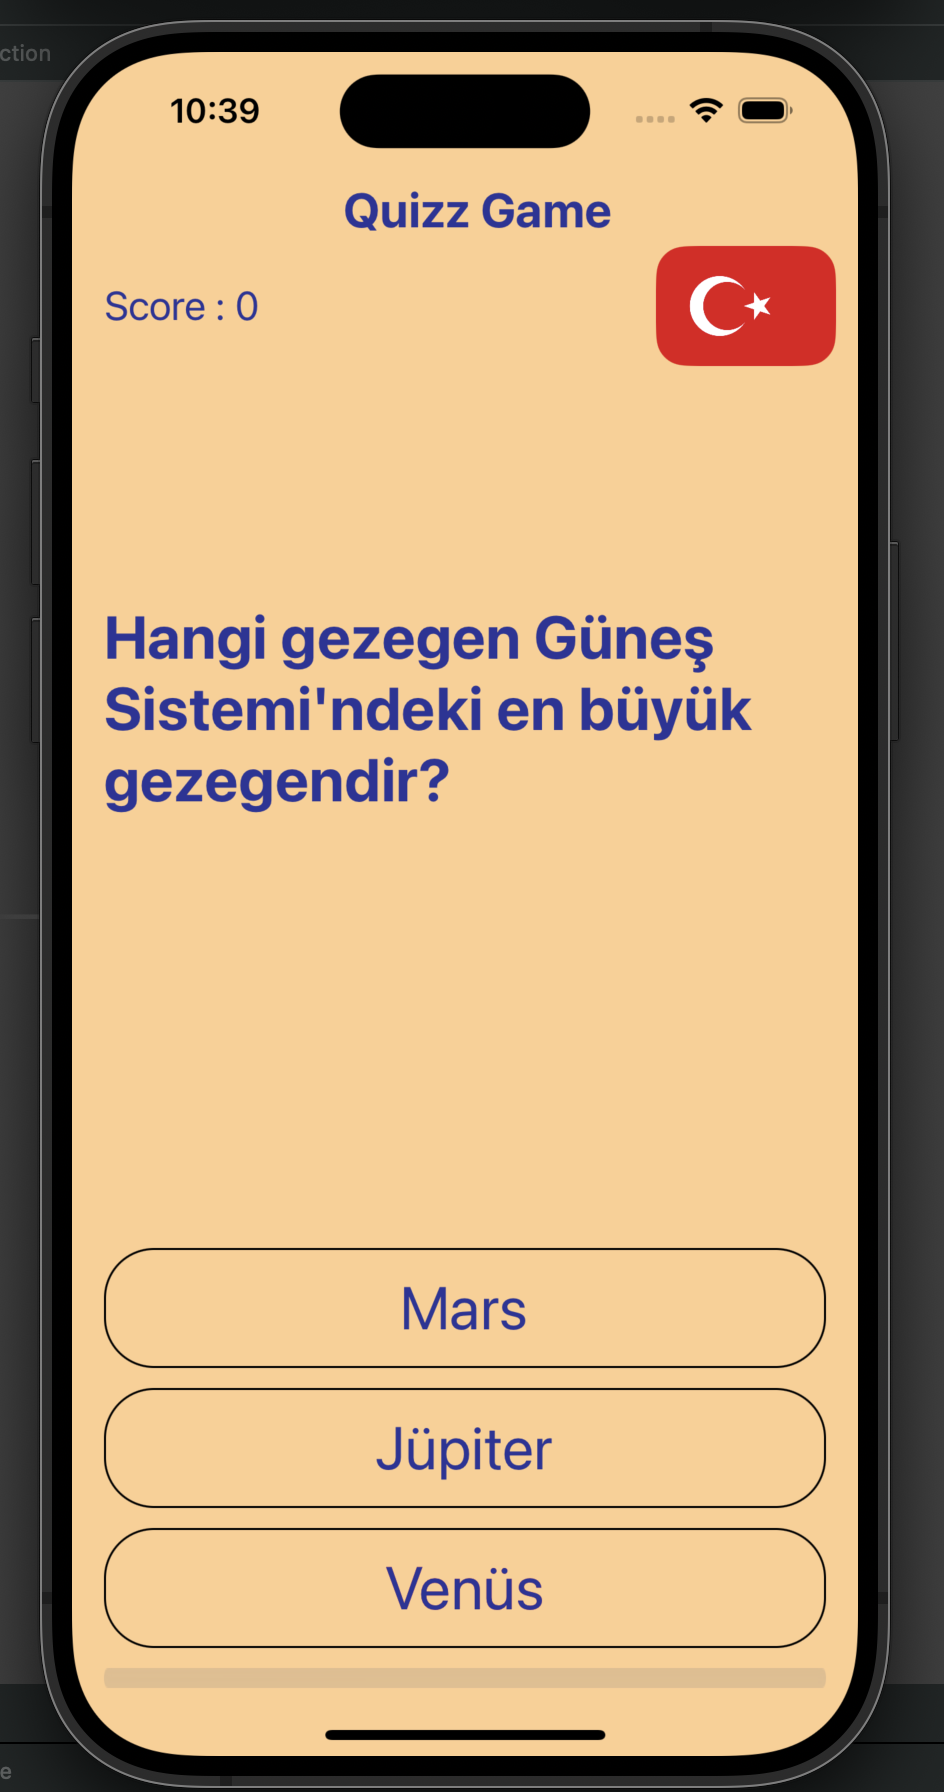 ction
10:39
Quizz Game
Score : 0
Hangi gezegen Güneş
Sistemi'ndeki en büyük
gezegendir?
Mars
Jüpiter
Venüs
e